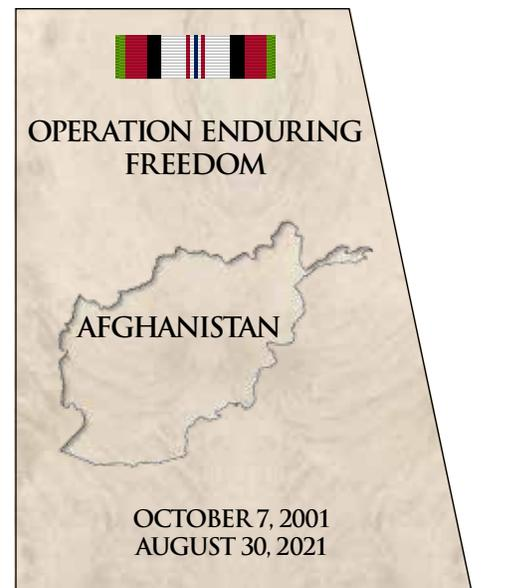 OPERATION ENDURING
FREEDOM
AFGHANISTAN
OCTOBER 7, 2001
AUGUST 30, 2021